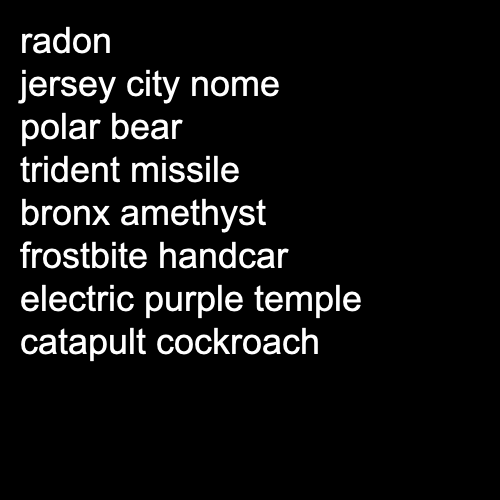 radon
jersey city nome
polar bear
trident missile
bronx amethyst
frostbite handcar
electric purple temple
catapult cockroach